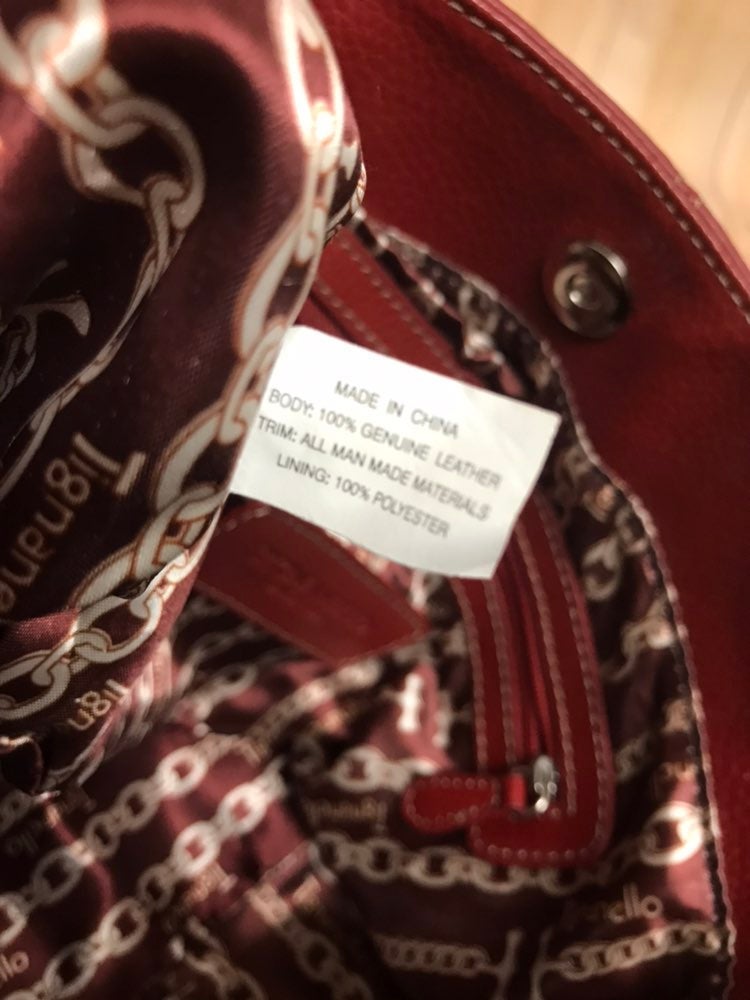 MADE IN CHINA
BODY: 100% GENUINE LEATHER
TRIM: ALL MAN MADE MATERIALS
LINING: 100% POLYESTER